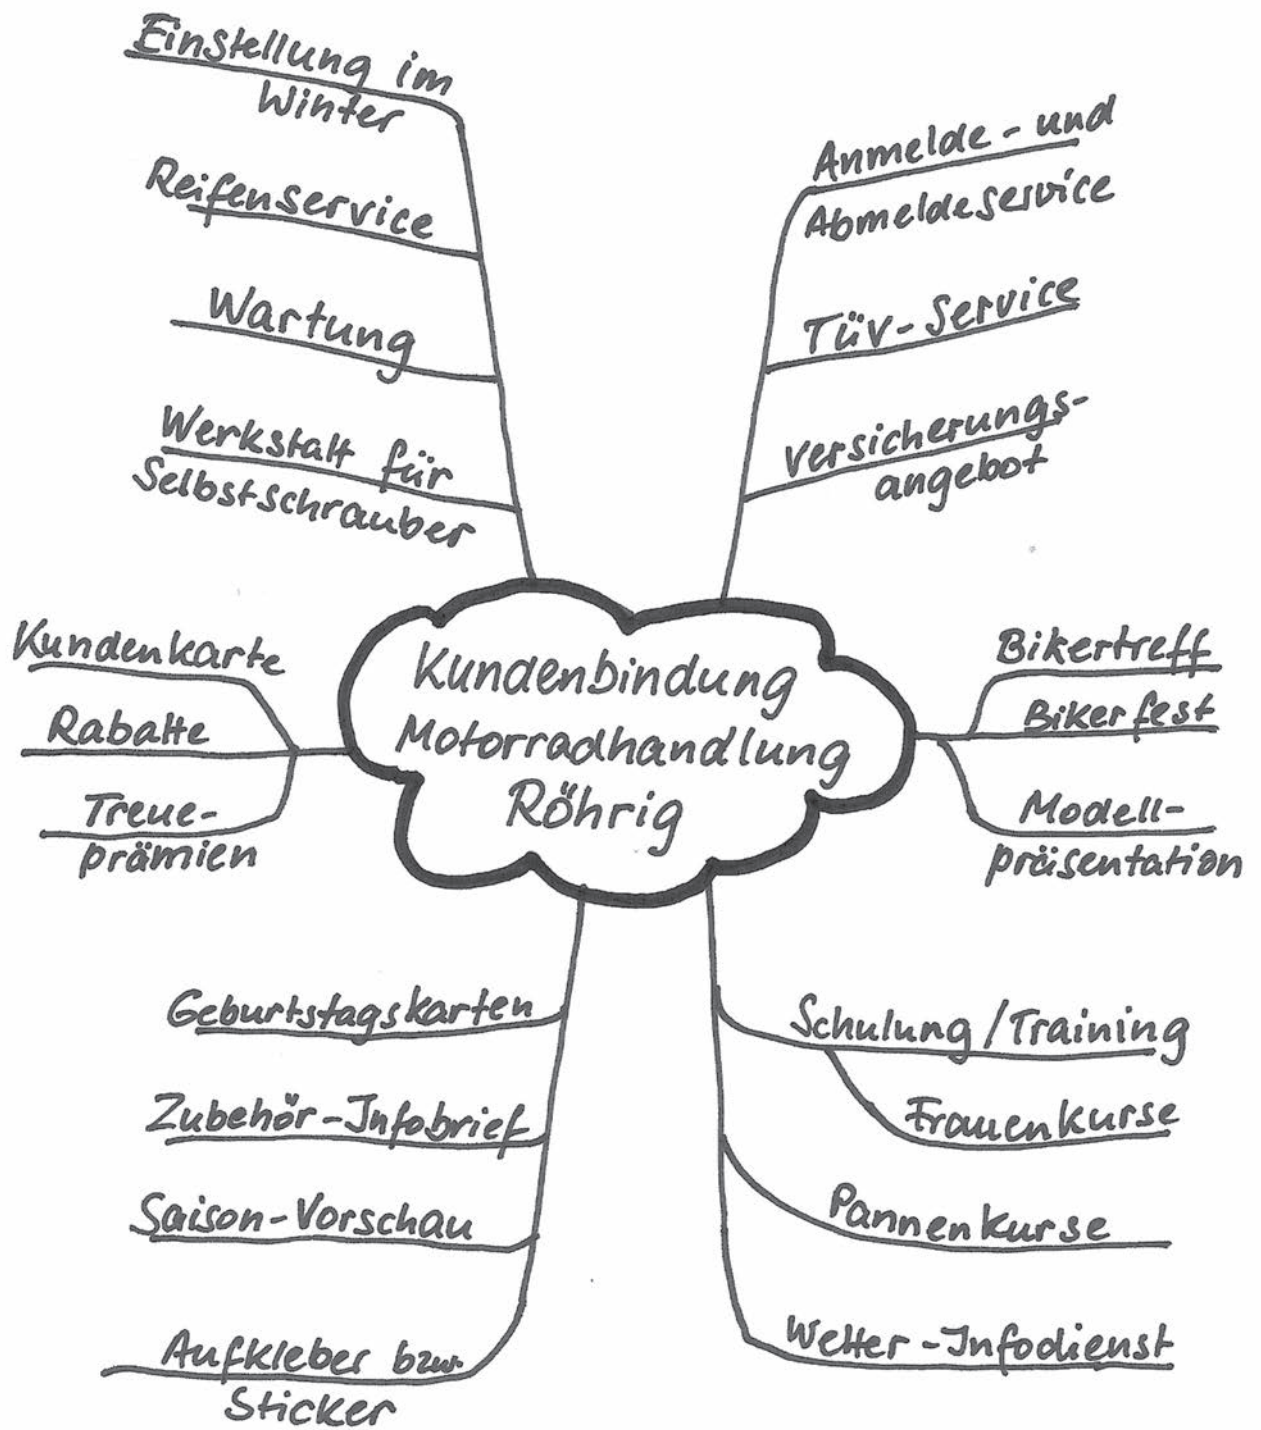 Einstellung im
Winter
Reifenservice
Wartung
Werkstatt für
Selbstschrauber
Anmelde- und
Abmeldeservice
TÜV-Service
Versicherungs-
angebot
Kundenkarte
Rabatte
Treue-
prämien
Kundenbindung
Motorradhandlung
Röhrig
Bikertreff
Bikerfest
Modell-
präsentation
Geburtstagskarten
Zubehör-Infobrief
Saison-Vorschau
Aufkleber bzw.
Sticker
Schulung/Training
Frauenkurse
Pannenkurse
Wetter-Infodienst